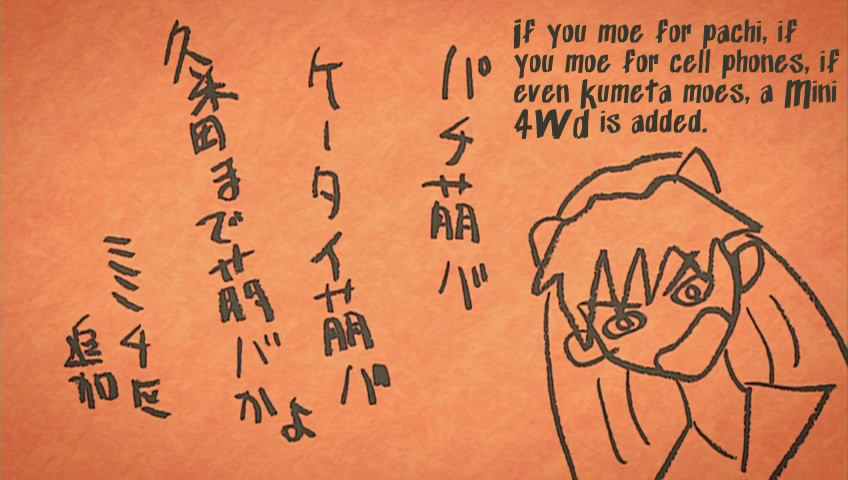 If you moe for pachi, if
you moe for cell phones, if
even Kumeta moes, a Mini
4Wd is added.
パチ萌バ
ケータイ萌バ
久米田まで萌バかよ
ミニ4
追加